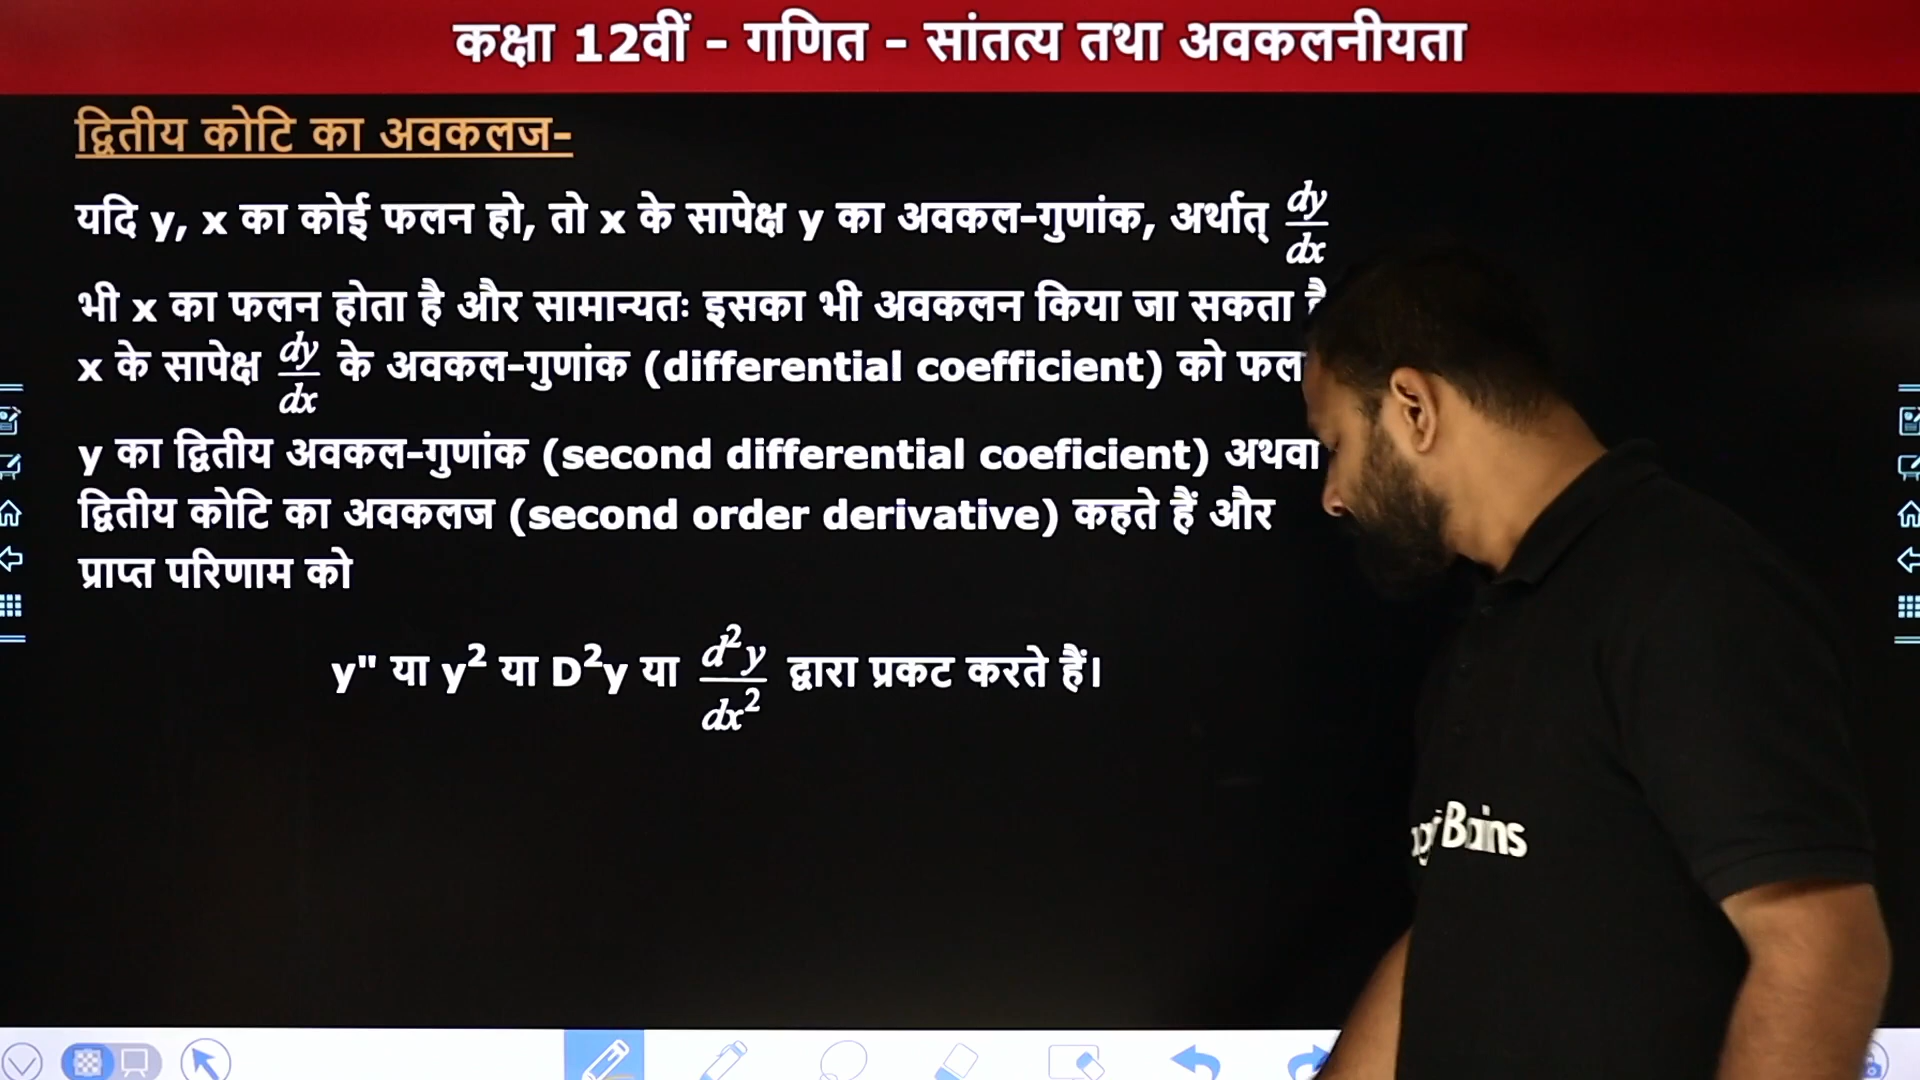 कक्षा 12वीं - गणित - सांतत्य तथा अवकलनीयता
द्वितीय कोटि का अवकलज-
यदि y, x का कोई फलन हो, तो x के सापेक्ष y का अवकल-गुणांक, अर्थात् dy/dx
भी x का फलन होता है और सामान्यतः इसका भी अवकलन किया जा सकता है
x के सापेक्ष dy/dx के अवकल-गुणांक (differential coefficient) को
y का द्वितीय अवकल-गुणांक (second differential coeficient) अथवा
द्वितीय कोटि का अवकलज (second order derivative) कहते हैं और
प्राप्त परिणाम को
y" या y² या D²y या d²y/dx² द्वारा प्रकट करते हैं।
Bains